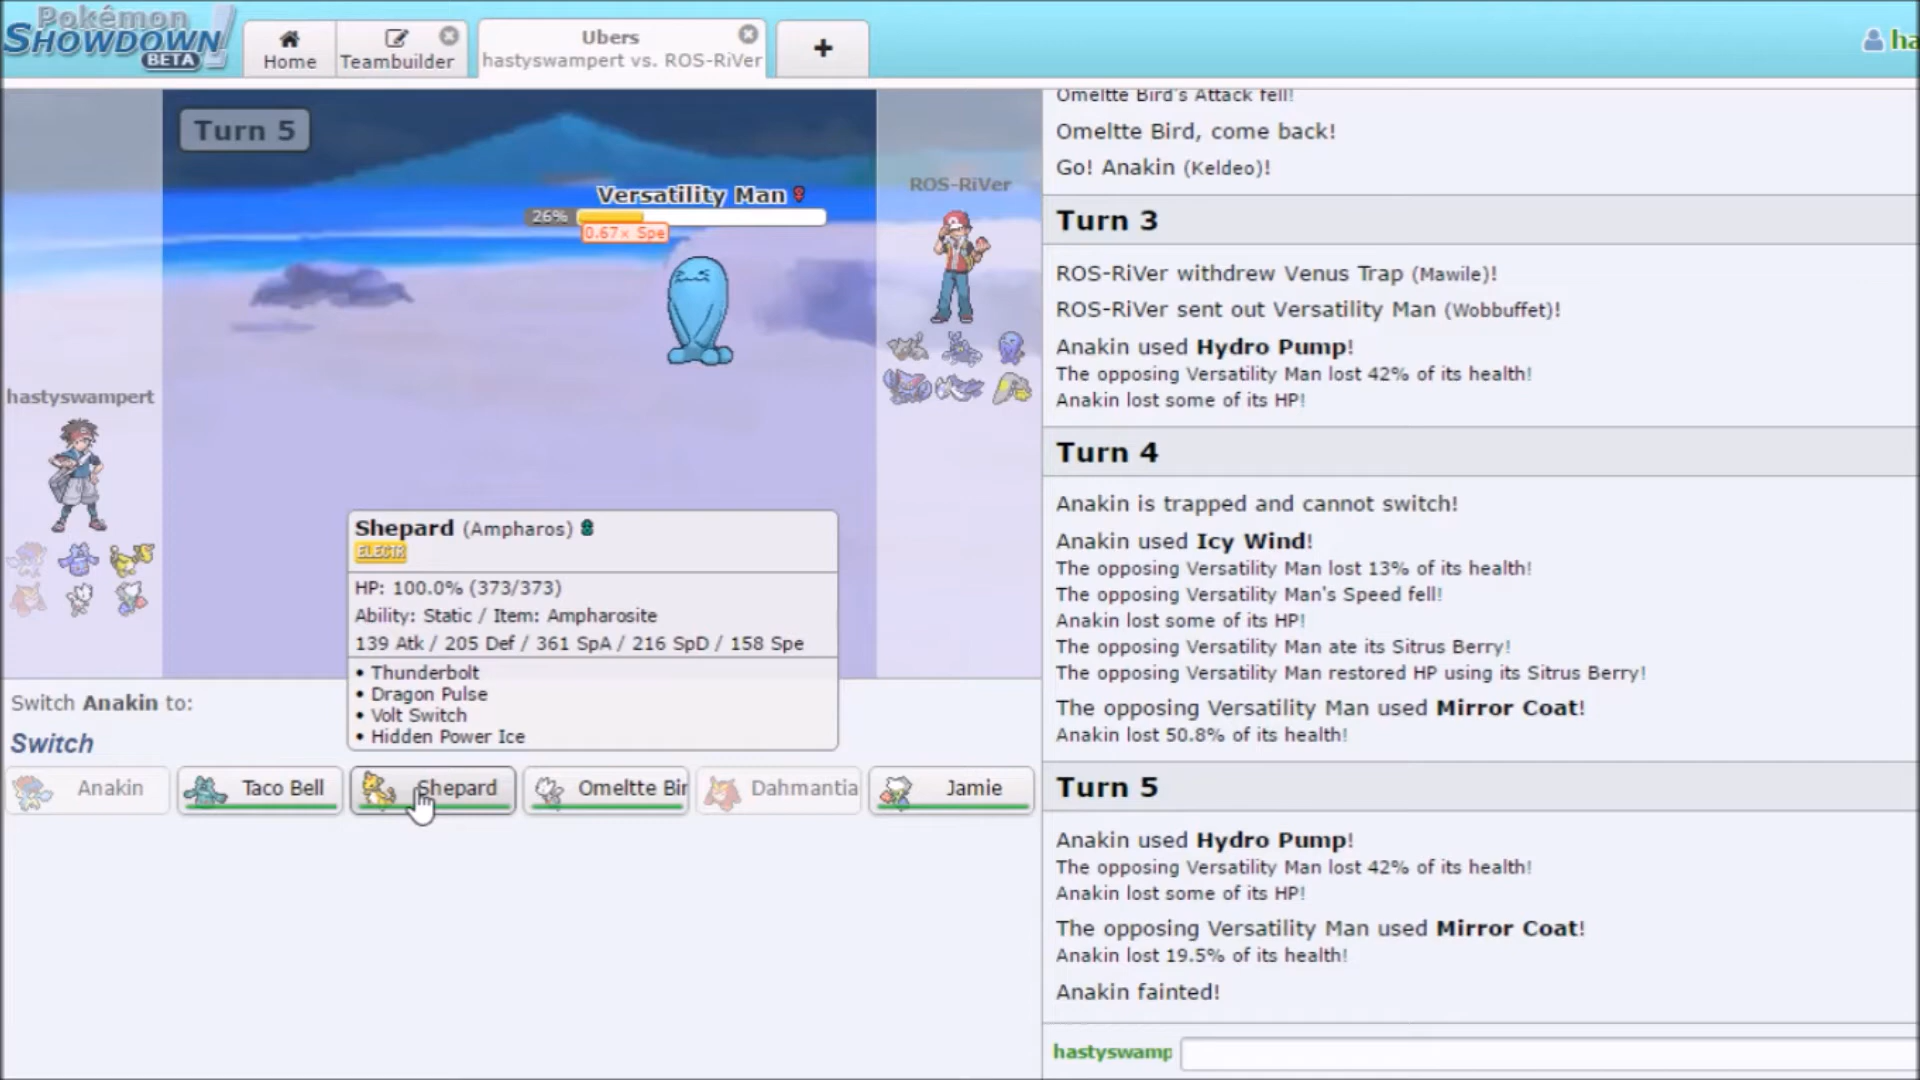 Pokémon
SHOWDOWN!
BETA
Home
Teambuilder
Ubers
hastyswampert vs. ROS-RiVer
+
ha
Turn 5
Versatility Man
26%
0.67× Spe
ROS-RiVer
hastyswampert
Shepard (Ampharos)
ELECTR
HP: 100.0% (373/373)
Ability: Static / Item: Ampharosite
139 Atk / 205 Def / 361 SpA / 216 SpD / 158 Spe
• Thunderbolt
• Dragon Pulse
• Volt Switch
• Hidden Power Ice
Switch Anakin to:
Switch
Anakin
Taco Bell
Shepard
Omeltte Bir
Dahmantia
Jamie
Omeltte Bird's Attack fell!
Omeltte Bird, come back!
Go! Anakin (Keldeo)!
Turn 3
ROS-RiVer withdrew Venus Trap (Mawile)!
ROS-RiVer sent out Versatility Man (Wobbuffet)!
Anakin used Hydro Pump!
The opposing Versatility Man lost 42% of its health!
Anakin lost some of its HP!
Turn 4
Anakin is trapped and cannot switch!
Anakin used Icy Wind!
The opposing Versatility Man lost 13% of its health!
The opposing Versatility Man's Speed fell!
Anakin lost some of its HP!
The opposing Versatility Man ate its Sitrus Berry!
The opposing Versatility Man restored HP using its Sitrus Berry!
The opposing Versatility Man used Mirror Coat!
Anakin lost 50.8% of its health!
Turn 5
Anakin used Hydro Pump!
The opposing Versatility Man lost 42% of its health!
Anakin lost some of its HP!
The opposing Versatility Man used Mirror Coat!
Anakin lost 19.5% of its health!
Anakin fainted!
hastyswamp